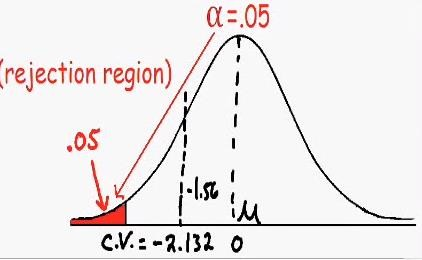 α=.05
(rejection region)
.05
-1.56
μ
C.V. = -2.132 0